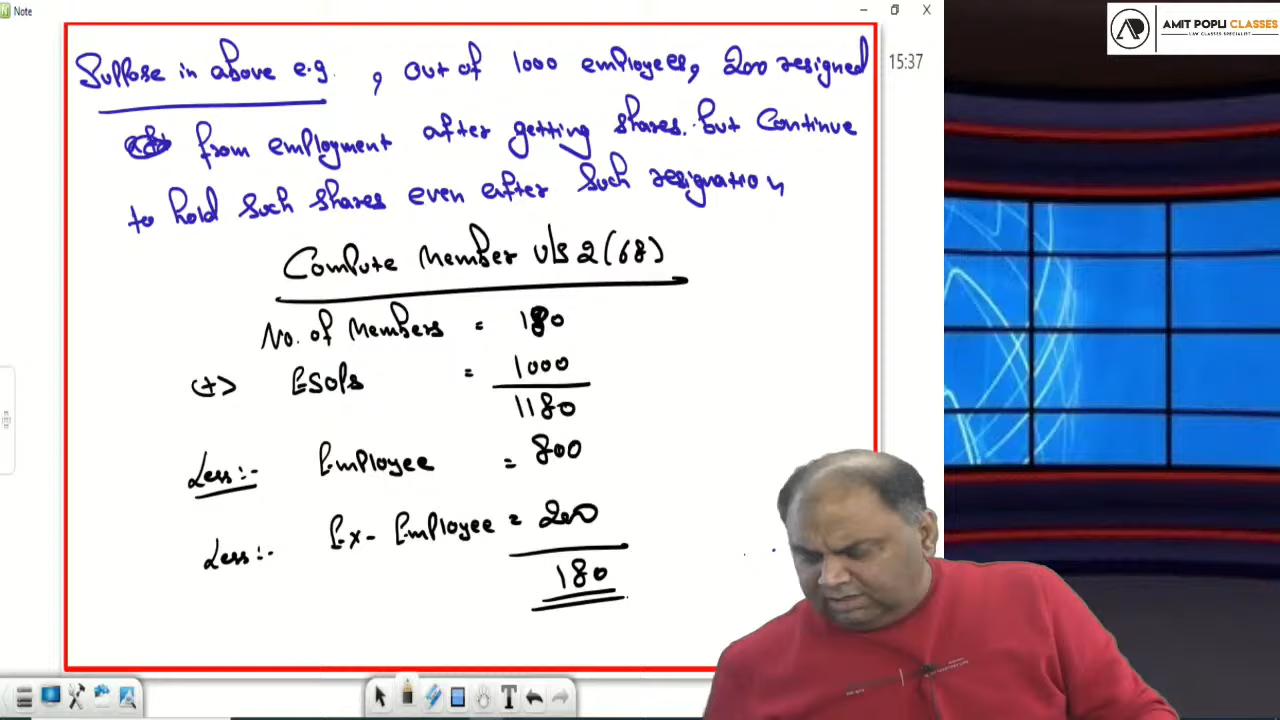 Note
AMIT POPLI CLASSES
LAW CLASSES SPECIALIST
15:37
Suppose in above e.g. , out of 1000 employees, 200 resigned
from employment after getting shares. but Continue
to hold Such shares even after Such resignation
Compute Member u/s 2(68)
No. of Members = 180
(+) ESOPs = 1000
1180
Less:- Employee = 800
Less:- Ex- Employee = 200
180